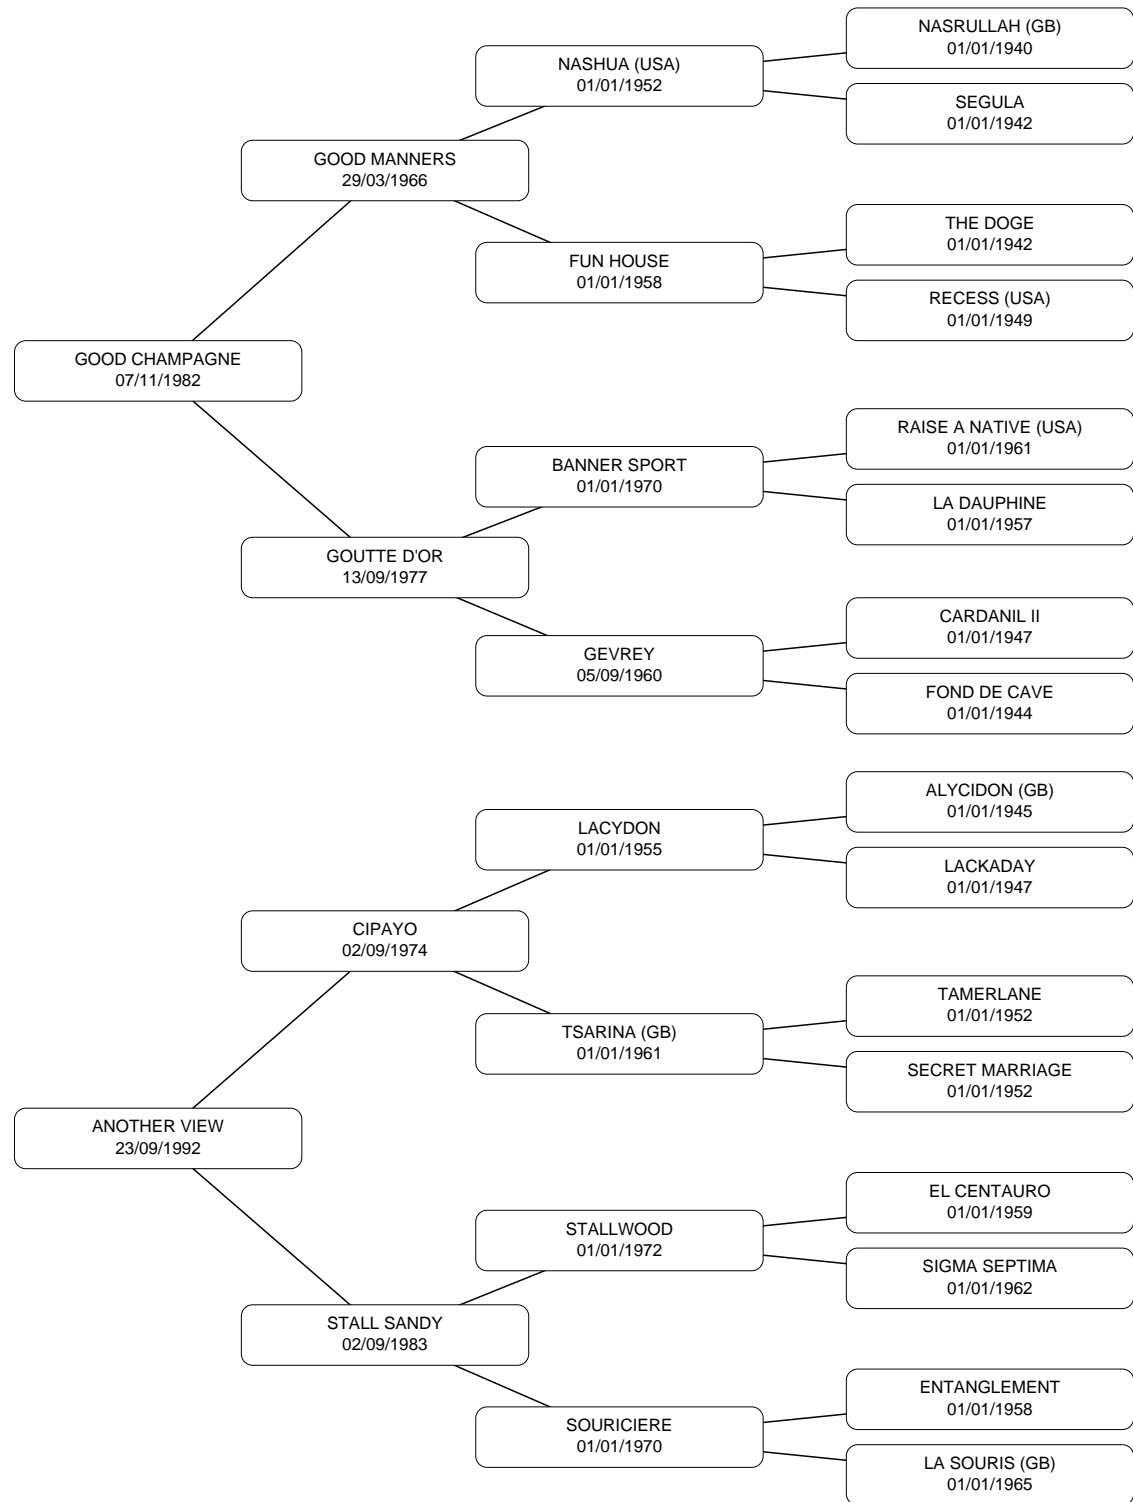 NASRULLAH (GB)
01/01/1940
NASHUA (USA)
01/01/1952
SEGULA
01/01/1942
GOOD MANNERS
29/03/1966
THE DOGE
01/01/1942
FUN HOUSE
01/01/1958
RECESS (USA)
01/01/1949
GOOD CHAMPAGNE
07/11/1982
RAISE A NATIVE (USA)
01/01/1961
BANNER SPORT
01/01/1970
LA DAUPHINE
01/01/1957
GOUTTE D'OR
13/09/1977
CARDANIL II
01/01/1947
GEVREY
05/09/1960
FOND DE CAVE
01/01/1944
ALYCIDON (GB)
01/01/1945
LACYDON
01/01/1955
LACKADAY
01/01/1947
CIPAYO
02/09/1974
TAMERLANE
01/01/1952
TSARINA (GB)
01/01/1961
SECRET MARRIAGE
01/01/1952
ANOTHER VIEW
23/09/1992
EL CENTAURO
01/01/1959
STALLWOOD
01/01/1972
SIGMA SEPTIMA
01/01/1962
STALL SANDY
02/09/1983
ENTANGLEMENT
01/01/1958
SOURICIERE
01/01/1970
LA SOURIS (GB)
01/01/1965